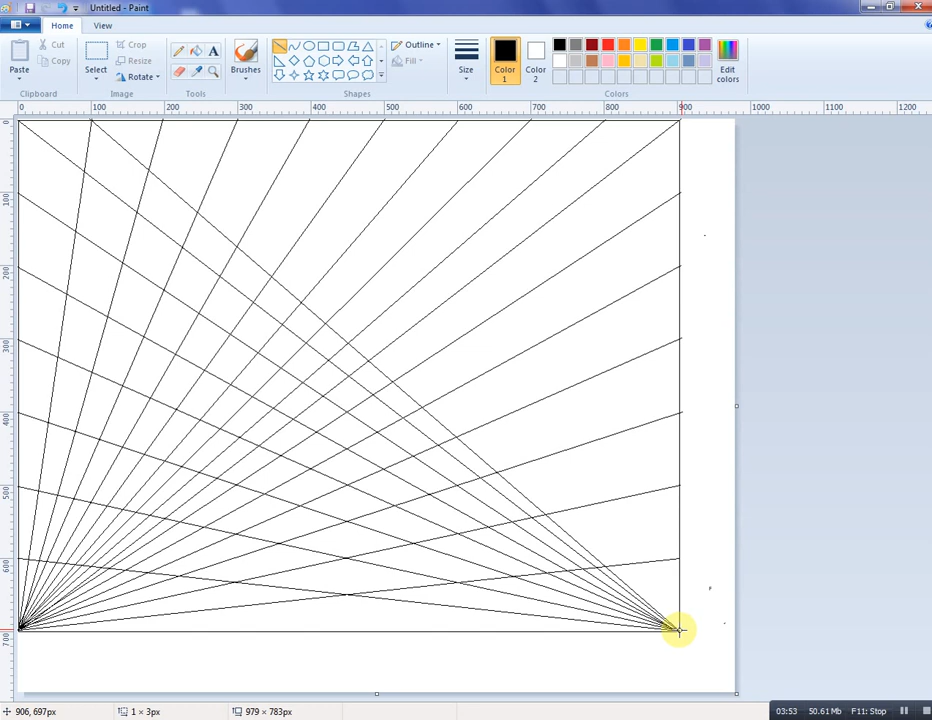 Untitled - Paint
Home View
Paste
Cut
Copy
Clipboard
Select
Crop
Resize
Rotate
Image
Tools
Brushes
Shapes
Outline
Fill
Size
Color 1
Color 2
Edit colors
Colors
0 100 200 300 400 500 600 700 800 900 1000 1100 1200
0
100
200
300
400
500
600
700
906, 697px
1 × 3px
979 × 783px
03:53 50.61 Mb F11: Stop